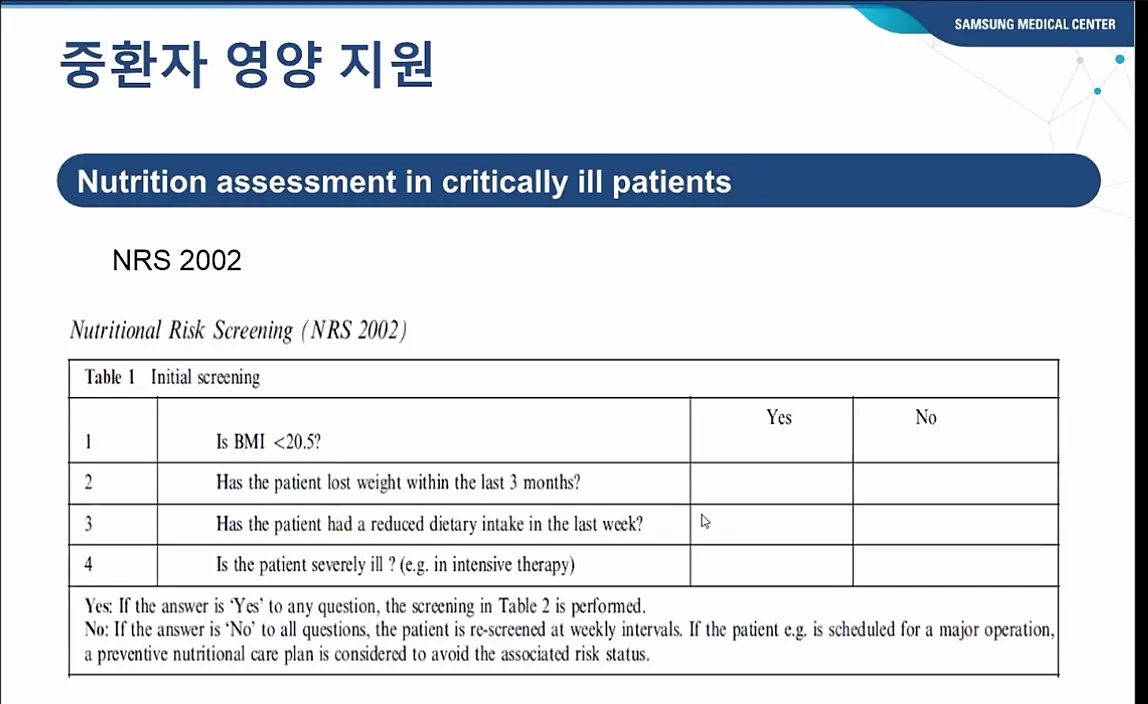 SAMSUNG MEDICAL CENTER
중환자 영양 지원
Nutrition assessment in critically ill patients
NRS 2002
Nutritional Risk Screening (NRS 2002)
Table 1 Initial screening
Yes No
1 Is BMI <20.5?
2 Has the patient lost weight within the last 3 months?
3 Has the patient had a reduced dietary intake in the last week?
4 Is the patient severely ill ? (e.g. in intensive therapy)
Yes: If the answer is ‘Yes’ to any question, the screening in Table 2 is performed.
No: If the answer is ‘No’ to all questions, the patient is re-screened at weekly intervals. If the patient e.g. is scheduled for a major operation,
a preventive nutritional care plan is considered to avoid the associated risk status.